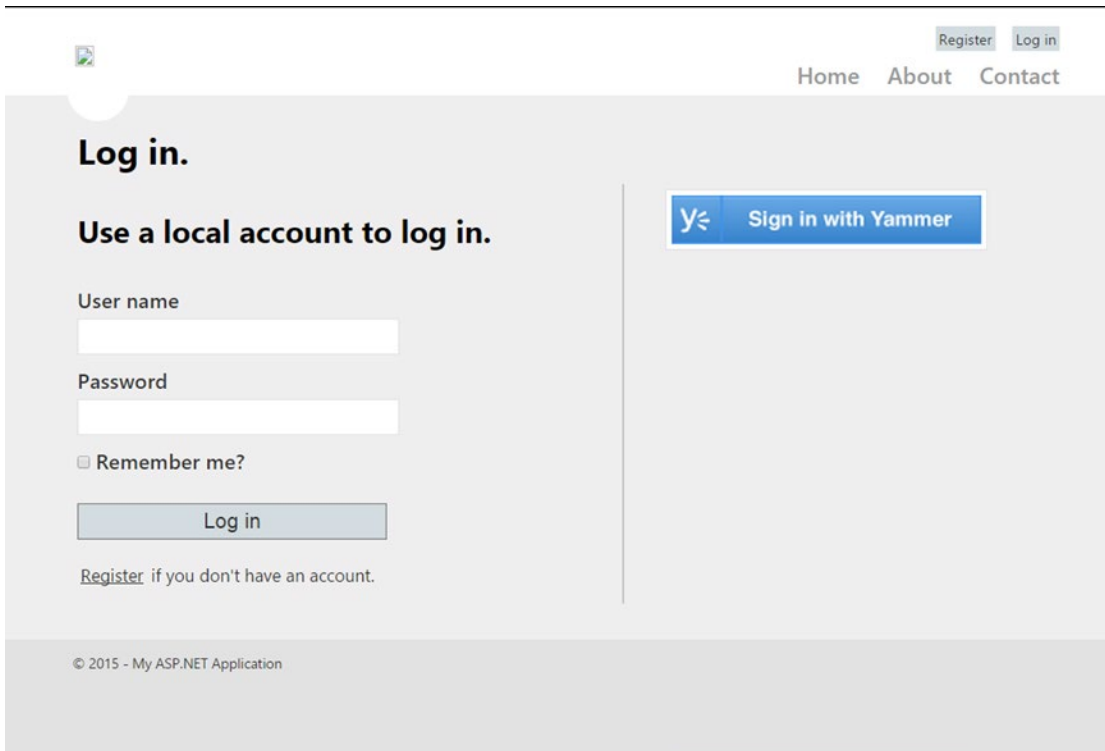 Register Log in
Home About Contact
Log in.
Use a local account to log in.
Sign in with Yammer
User name
Password
Remember me?
Log in
Register if you don't have an account.
© 2015 - My ASP.NET Application